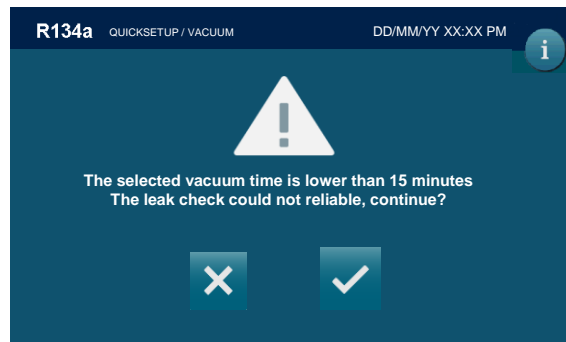 R134a QUICKSETUP / VACUUM DD/MM/YY XX:XX PM
i
!
The selected vacuum time is lower than 15 minutes
The leak check could not reliable, continue?